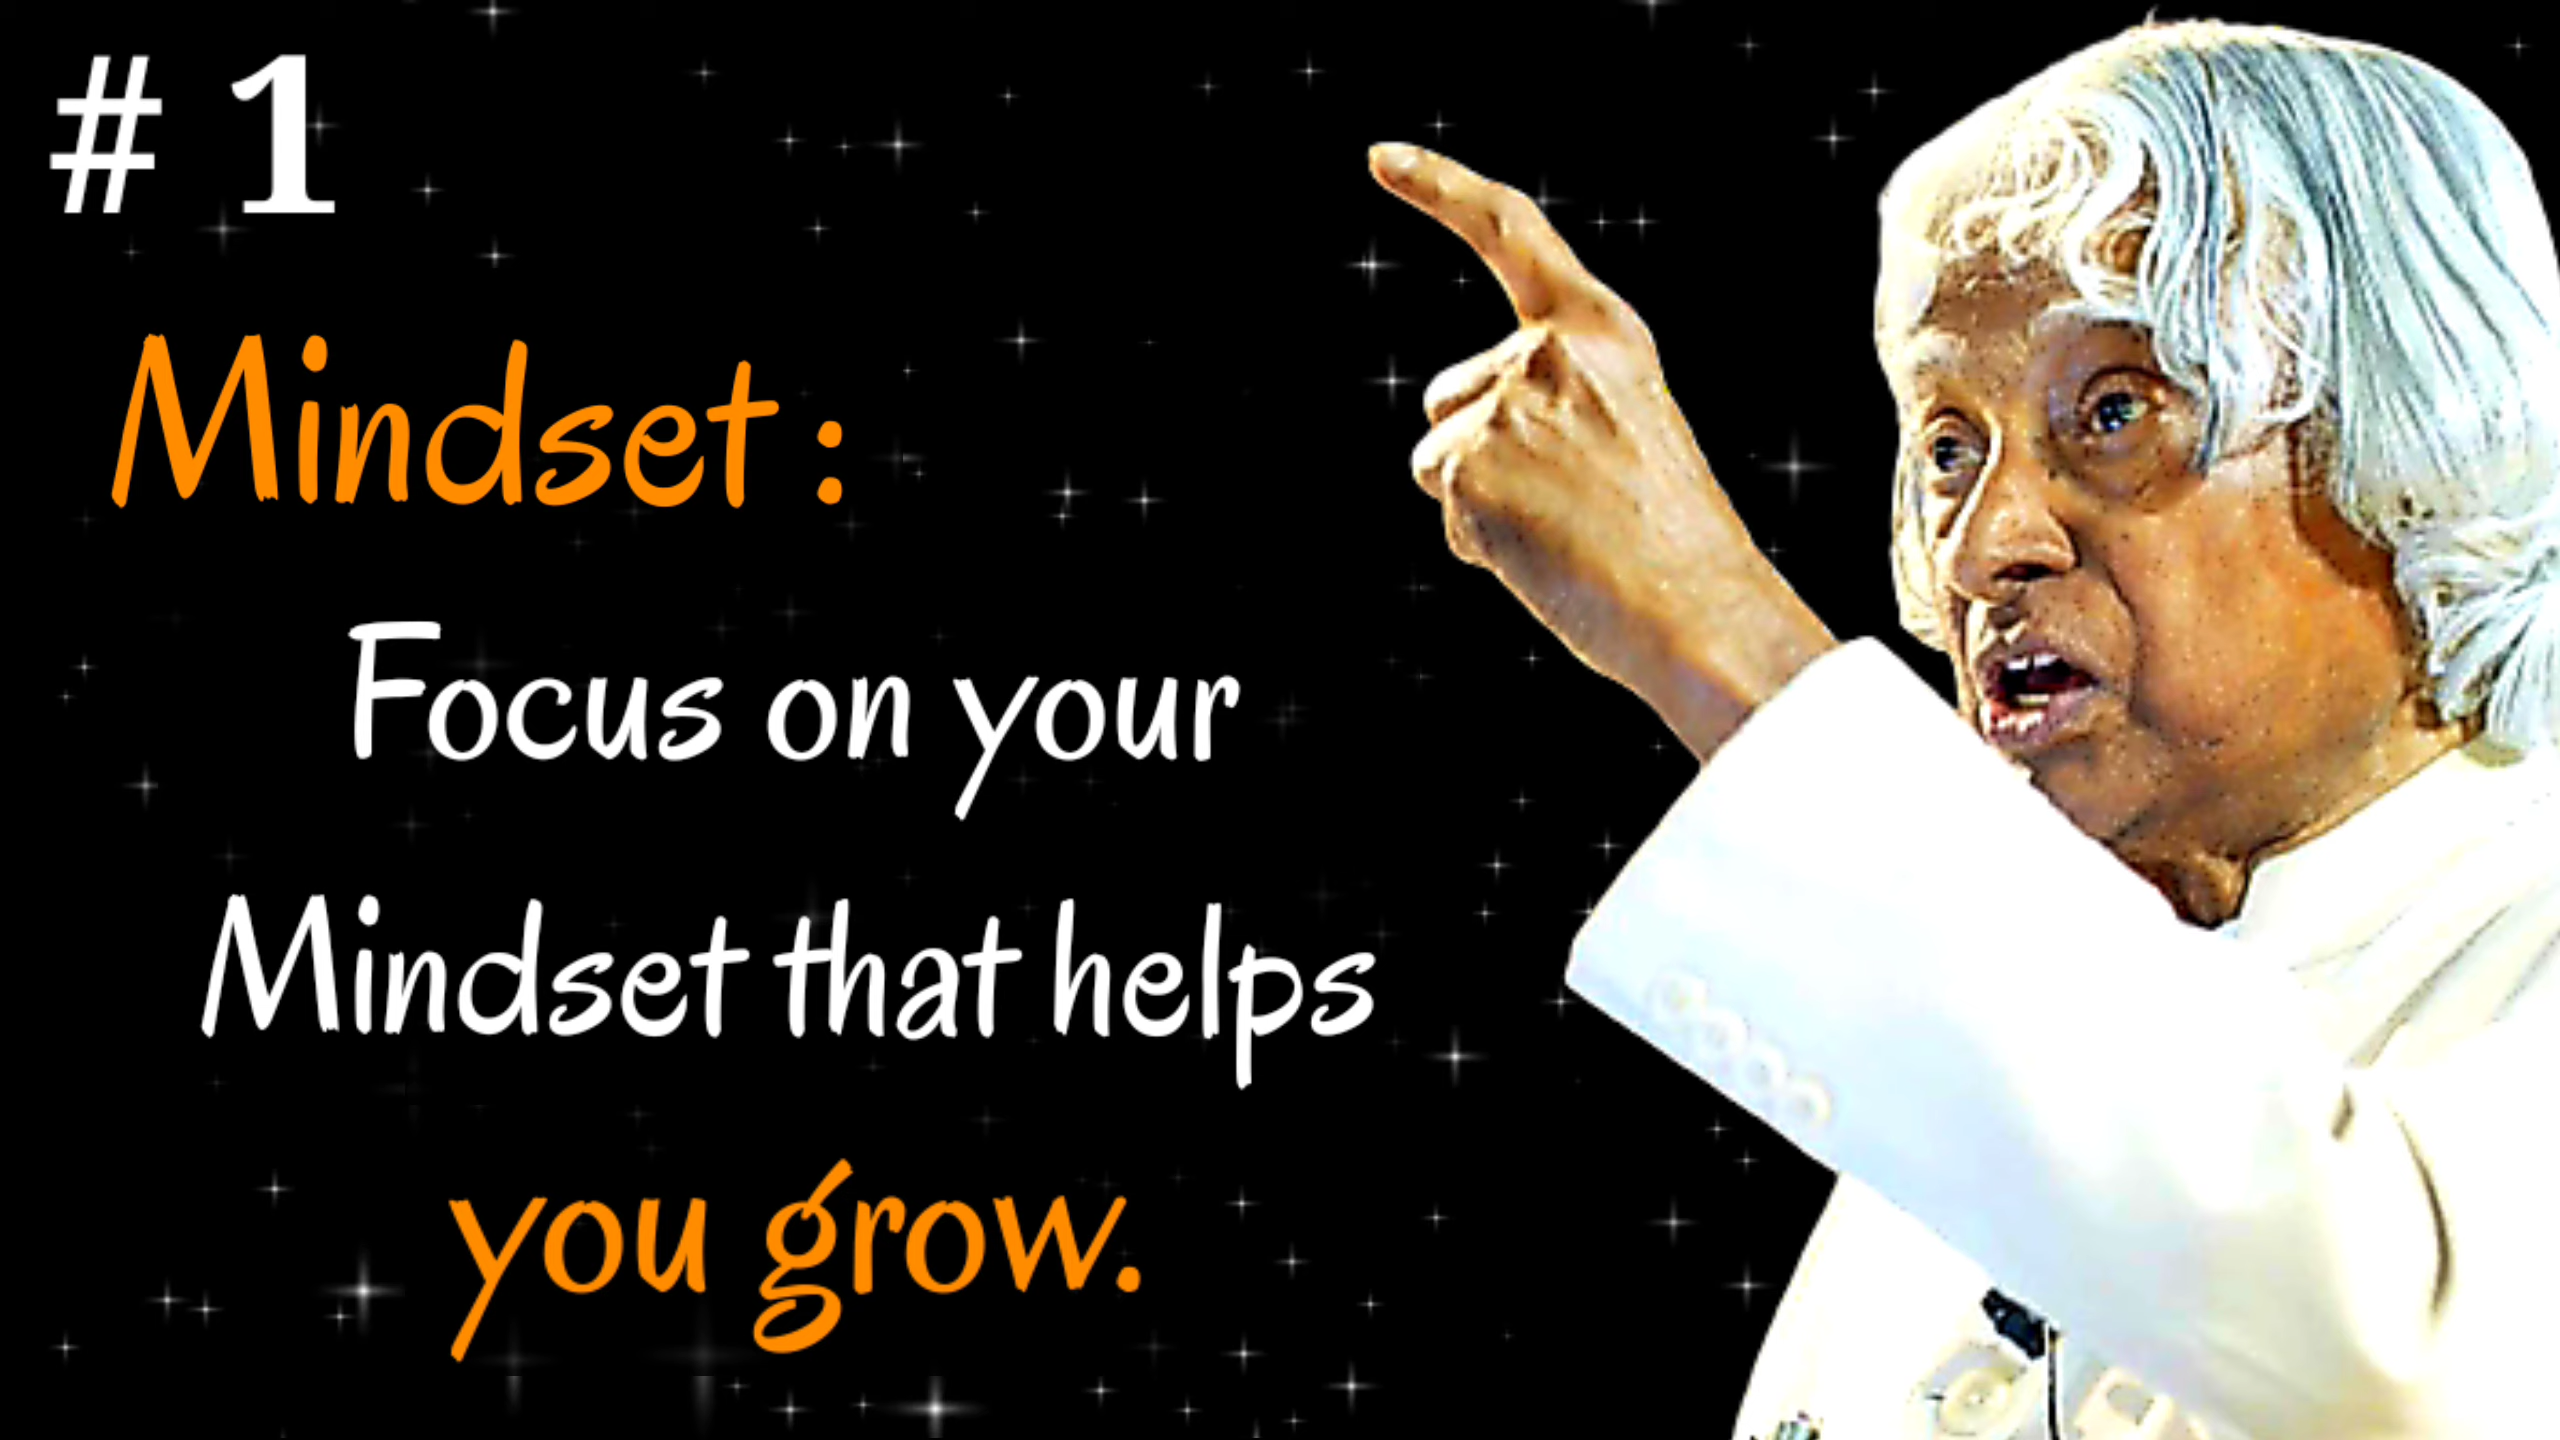 # 1
Mindset :
Focus on your
Mindset that helps
you grow.